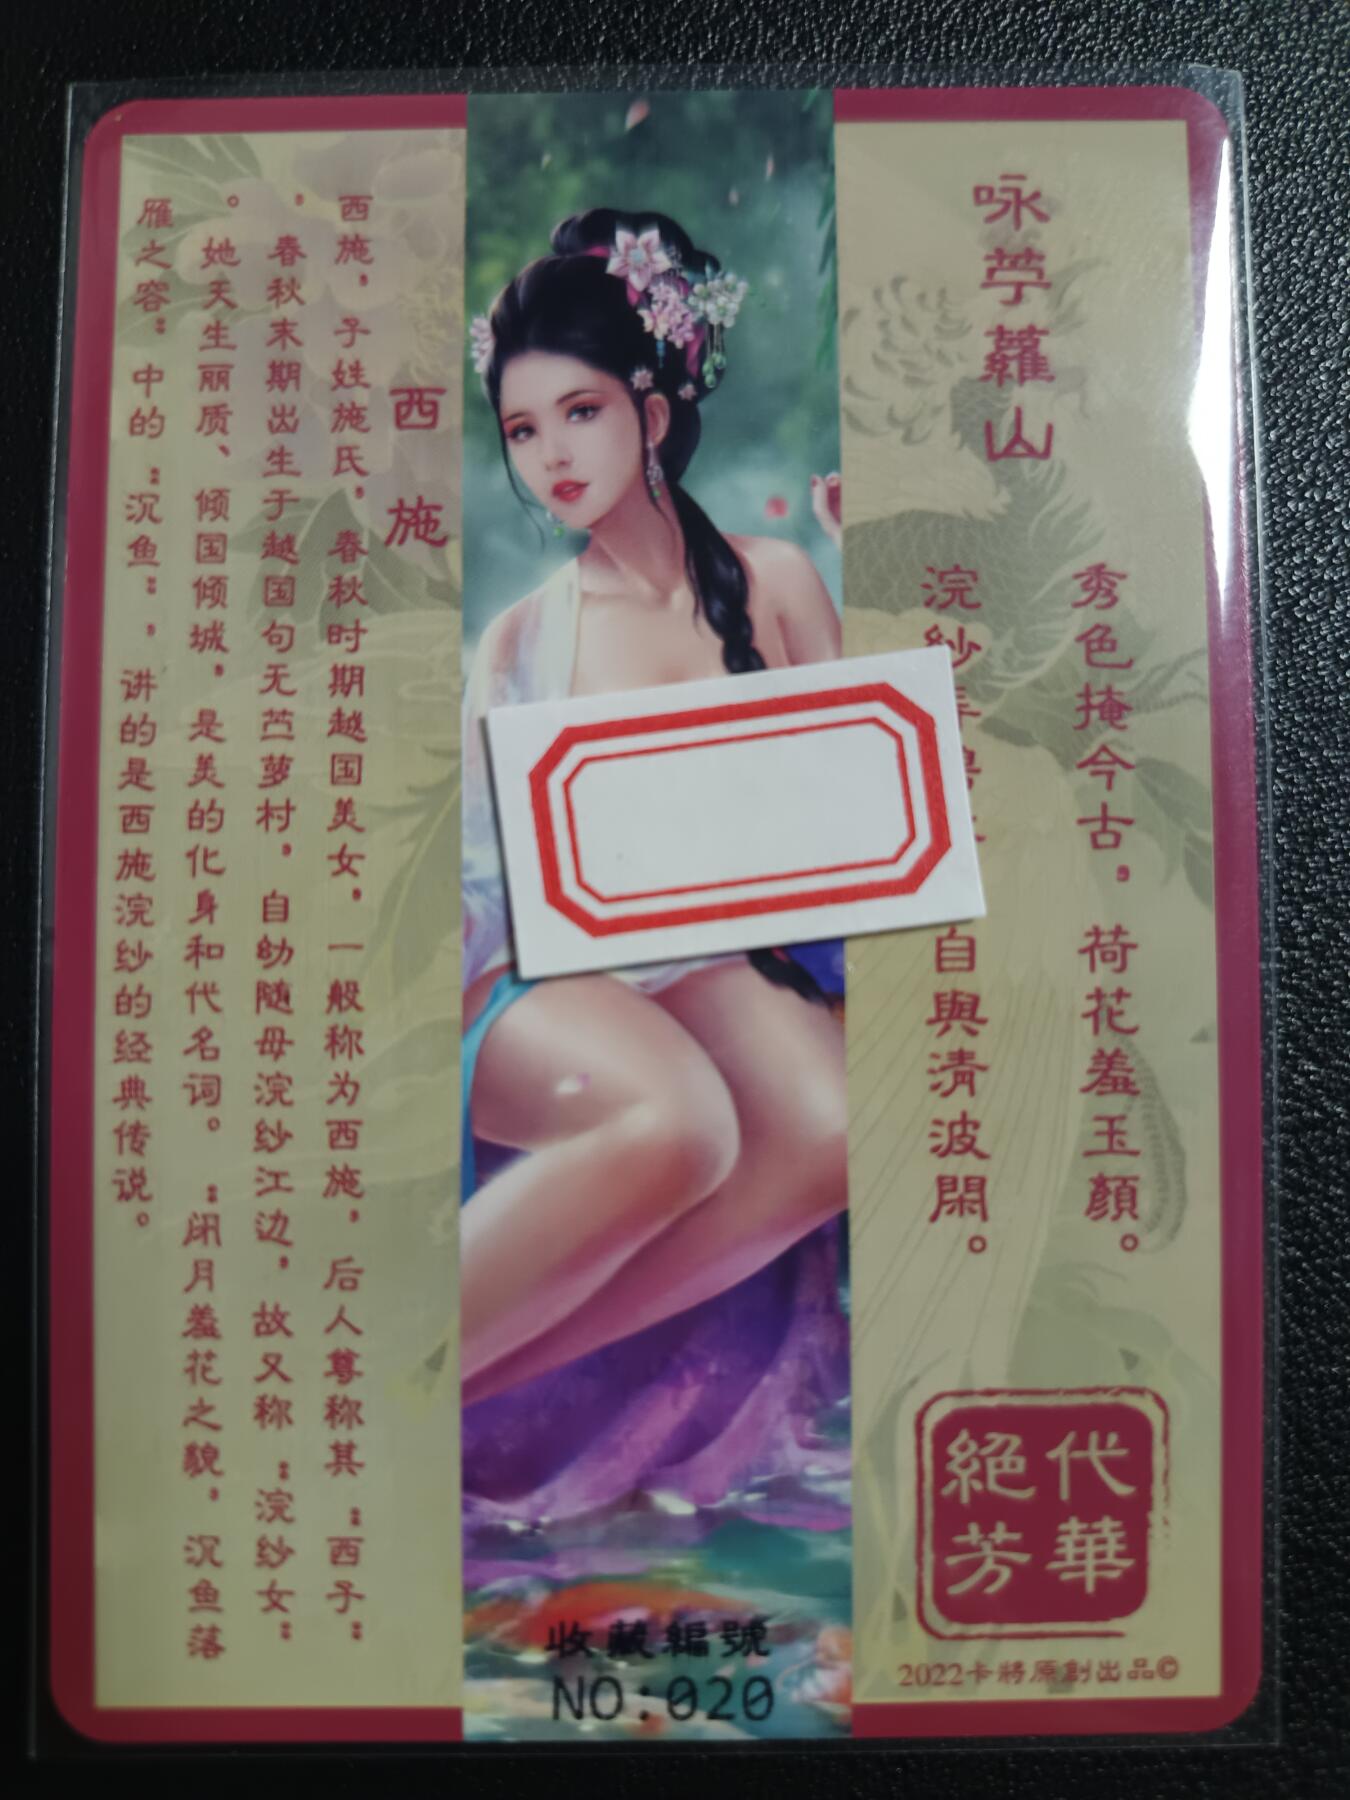 咏苧蘿山
秀色掩今古，荷花羞玉顏。
浣紗自與清波閑。
絕代
芳華
2022卡將原創出品©
收藏編號
NO:020
西施
西施，子姓施氏，春秋时期越国美女，一般称为西施，后人尊称其：西子：
，春秋末期出生于越国句无苎萝村，自幼随母浣纱江边，故又称：浣纱女：
。她天生丽质、倾国倾城，是美的化身和代名词。：闭月羞花之貌，沉鱼落
雁之容：中的：沉鱼：，讲的是西施浣纱的经典传说。